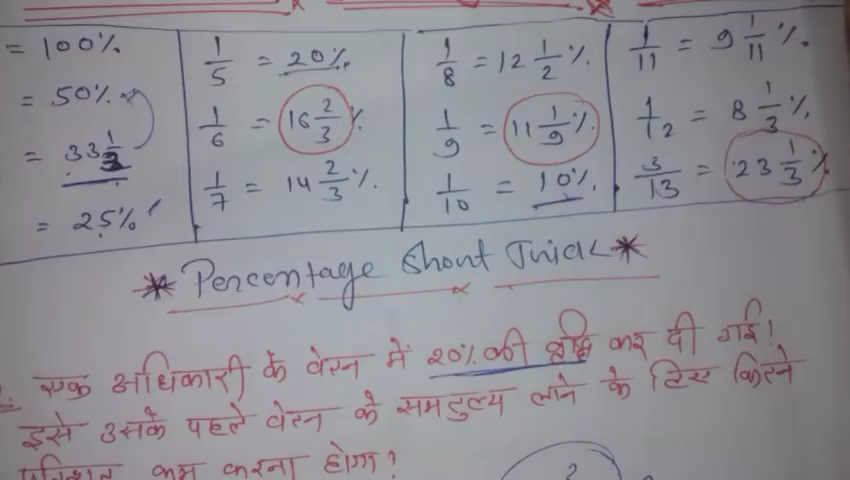 = 100% 1/5 = 20% 1/8 = 12 1/2 % 1/11 = 9 1/11 %.
= 50% 1/6 = 16 2/3 % 1/9 = 11 1/9 % 1/12 = 8 1/3 %
= 33 1/3 1/7 = 14 2/3 %. 1/10 = 10% 3/13 = 23 1/3 %
= 25%
* Percentage Short Trick *
एक अधिकारी के वेतन में 20% की वृद्धि कर दी गई।
इसे उसके पहले वेतन के समतुल्य लाने के लिए कितने
प्रतिशत कम करना होगा?